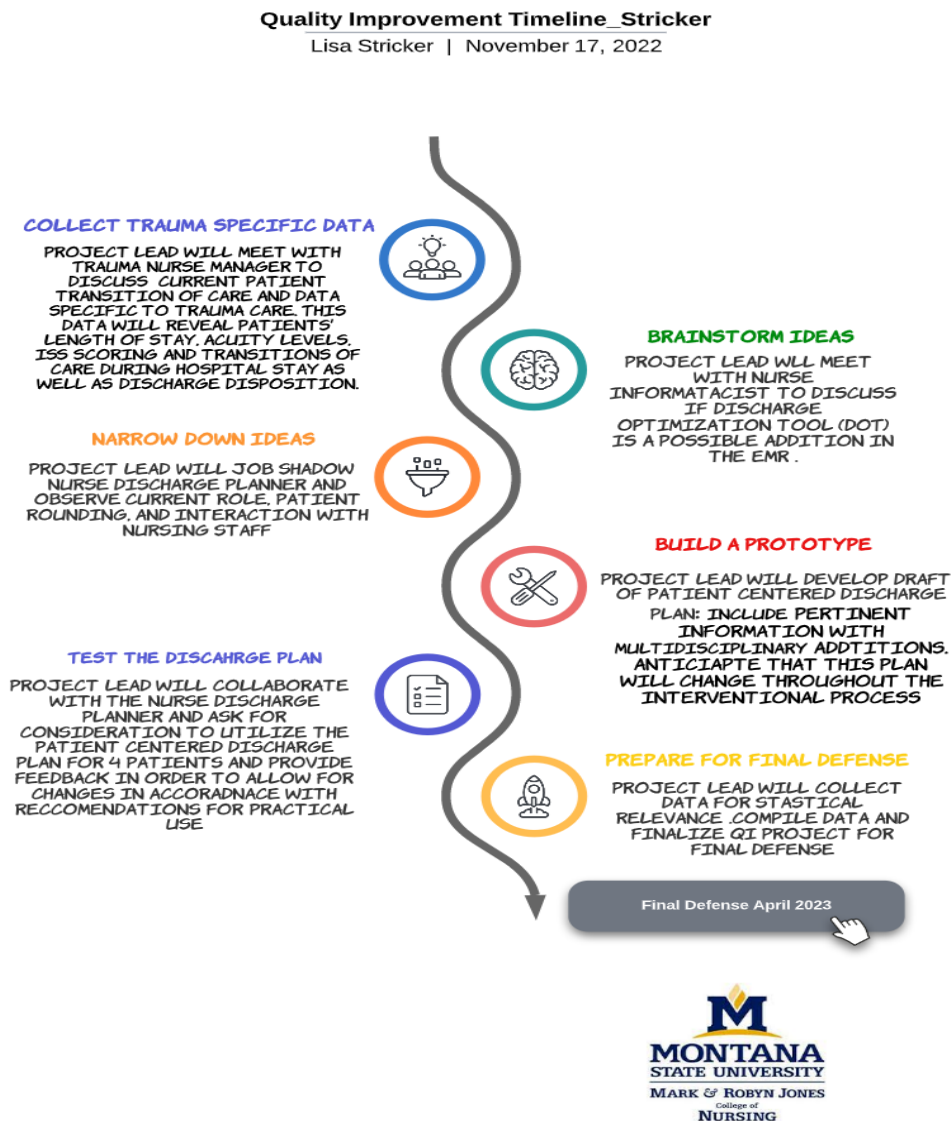 Quality Improvement Timeline_Stricker
Lisa Stricker | November 17, 2022
COLLECT TRAUMA SPECIFIC DATA
PROJECT LEAD WILL MEET WITH
TRAUMA NURSE MANAGER TO
DISCUSS CURRENT PATIENT
TRANSITION OF CARE AND DATA
SPECIFIC TO TRAUMA CARE. THIS
DATA WILL REVEAL PATIENTS'
LENGTH OF STAY, ACUITY LEVELS,
ISS SCORING AND TRANSITIONS OF
CARE DURING HOSPITAL STAY AS
WELL AS DISCHARGE DISPOSITION.
BRAINSTORM IDEAS
PROJECT LEAD WLL MEET
WITH NURSE
INFORMATACIST TO DISCUSS
IF DISCHARGE
OPTIMIZATION TOOL (DOT)
IS A POSSIBLE ADDITION IN
THE EMR .
NARROW DOWN IDEAS
PROJECT LEAD WILL JOB SHADOW
NURSE DISCHARGE PLANNER AND
OBSERVE CURRENT ROLE, PATIENT
ROUNDING, AND INTERACTION WITH
NURSING STAFF
BUILD A PROTOTYPE
PROJECT LEAD WILL DEVELOP DRAFT
OF PATIENT CENTERED DISCHARGE
PLAN: INCLUDE PERTINENT
INFORMATION WITH
MULTIDISCIPLINARY ADDTITIONS.
ANTICIAPTE THAT THIS PLAN
WILL CHANGE THROUGHOUT THE
INTERVENTIONAL PROCESS
TEST THE DISCAHRGE PLAN
PROJECT LEAD WILL COLLABORATE
WITH THE NURSE DISCHARGE
PLANNER AND ASK FOR
CONSIDERATION TO UTILIZE THE
PATIENT CENTERED DISCHARGE
PLAN FOR 4 PATIENTS AND PROVIDE
FEEDBACK IN ORDER TO ALLOW FOR
CHANGES IN ACCORADNACE WITH
RECCOMENDATIONS FOR PRACTICAL
USE
PREPARE FOR FINAL DEFENSE
PROJECT LEAD WILL COLLECT
DATA FOR STASTICAL
RELEVANCE .COMPILE DATA AND
FINALIZE QI PROJECT FOR
FINAL DEFENSE
Final Defense April 2023
M
MONTANA
STATE UNIVERSITY
MARK & ROBYN JONES
College of
NURSING